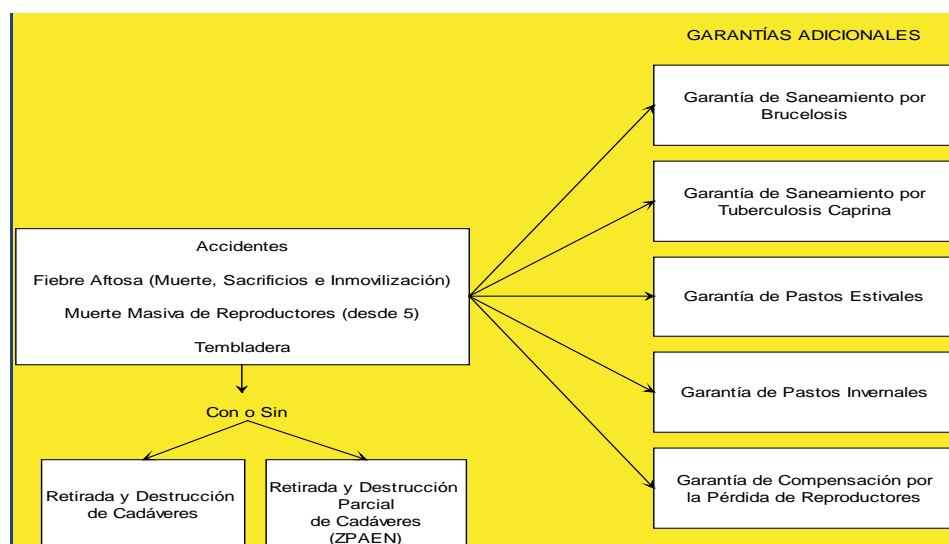 GARANTÍAS ADICIONALES
Garantía de Saneamiento por
Brucelosis
Garantía de Saneamiento por
Tuberculosis Caprina
Accidentes
Fiebre Aftosa (Muerte, Sacrificios e Inmovilización)
Muerte Masiva de Reproductores (desde 5)
Tembladera
Garantía de Pastos Estivales
Garantía de Pastos Invernales
Garantía de Compensación por
la Pérdida de Reproductores
Con o Sin
Retirada y Destrucción
de Cadáveres
Retirada y Destrucción
Parcial
de Cadáveres
(ZPAEN)